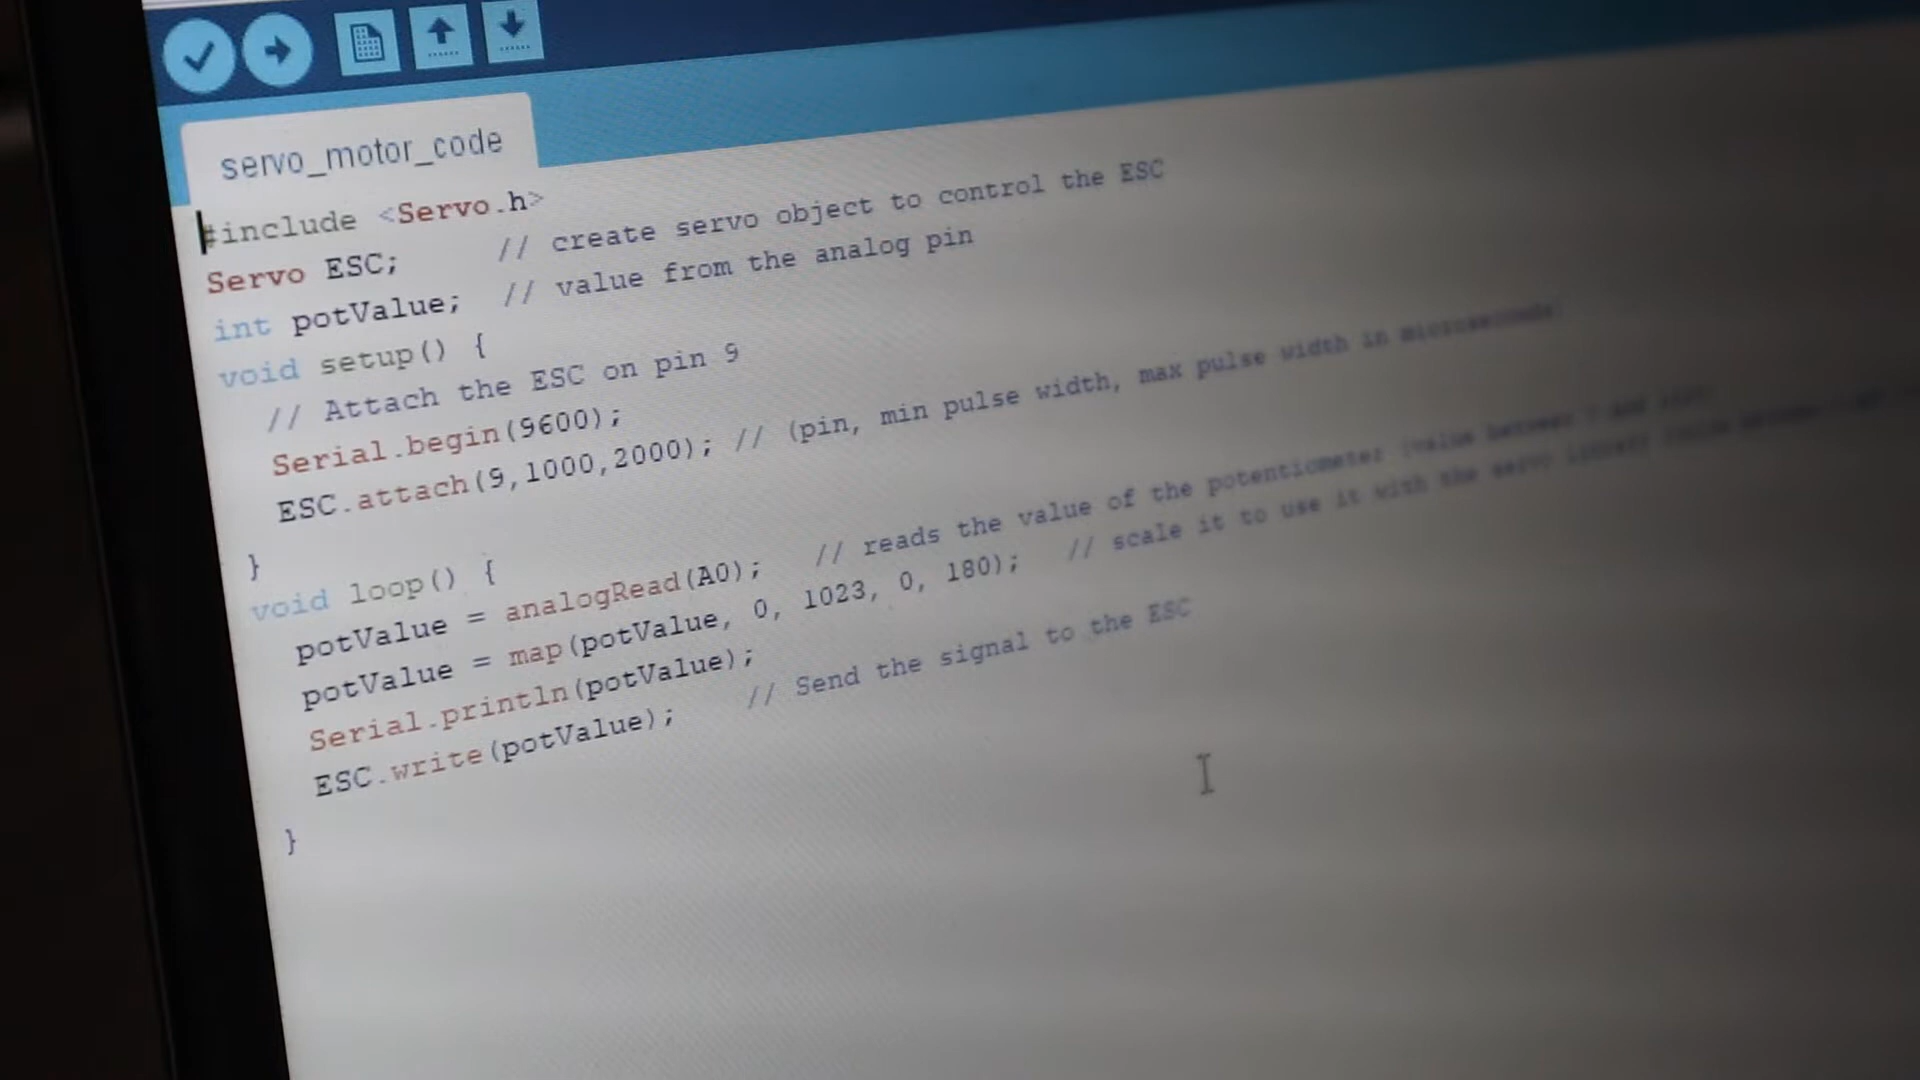 servo_motor_code
#include <Servo.h>
Servo ESC;     // create servo object to control the ESC
int potValue;  // value from the analog pin
void setup() {
// Attach the ESC on pin 9
Serial.begin(9600);
ESC.attach(9,1000,2000); // (pin, min pulse width, max pulse width in microseconds
}
void loop() {
potValue = analogRead(A0);   // reads the value of the potentiometer (value between
potValue = map(potValue, 0, 1023, 0, 180);   // scale it to use it with the servo
Serial.println(potValue);
ESC.write(potValue);    // Send the signal to the ESC
}